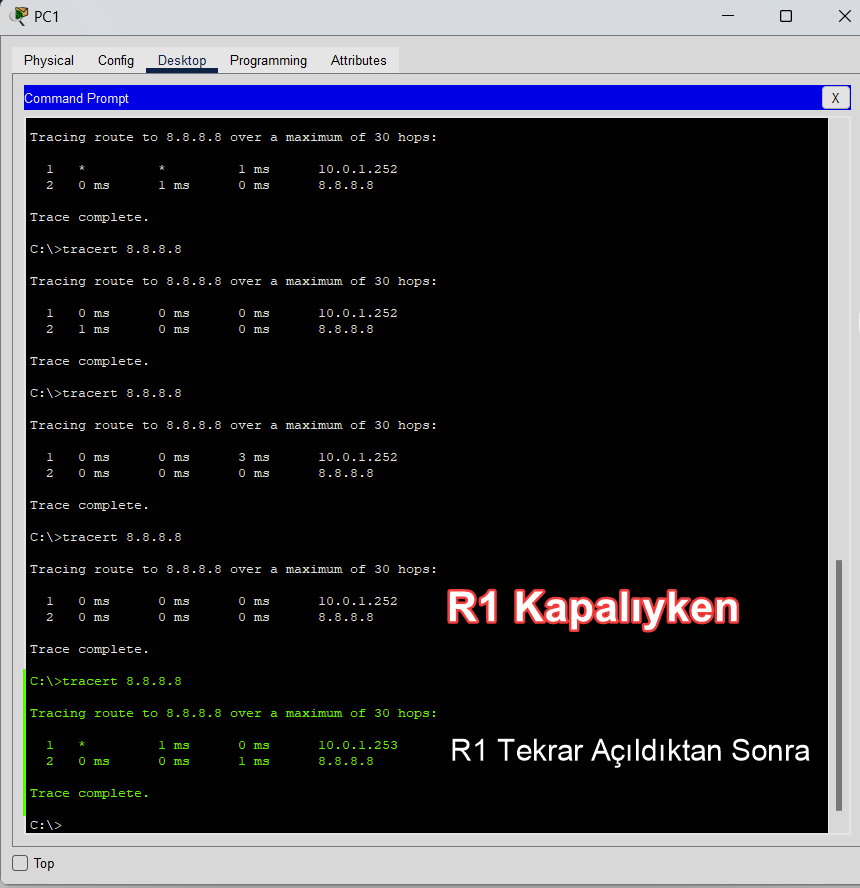 PC1
Physical Config Desktop Programming Attributes
Command Prompt X
Tracing route to 8.8.8.8 over a maximum of 30 hops:
1 * * 1 ms 10.0.1.252
2 0 ms 1 ms 0 ms 8.8.8.8
Trace complete.
C:\>tracert 8.8.8.8
Tracing route to 8.8.8.8 over a maximum of 30 hops:
1 0 ms 0 ms 0 ms 10.0.1.252
2 1 ms 0 ms 0 ms 8.8.8.8
Trace complete.
C:\>tracert 8.8.8.8
Tracing route to 8.8.8.8 over a maximum of 30 hops:
1 0 ms 0 ms 3 ms 10.0.1.252
2 0 ms 0 ms 0 ms 8.8.8.8
Trace complete.
C:\>tracert 8.8.8.8
Tracing route to 8.8.8.8 over a maximum of 30 hops:
1 0 ms 0 ms 0 ms 10.0.1.252
2 0 ms 0 ms 0 ms 8.8.8.8
R1 Kapalıyken
Trace complete.
C:\>tracert 8.8.8.8
Tracing route to 8.8.8.8 over a maximum of 30 hops:
1 * 1 ms 0 ms 10.0.1.253
2 0 ms 0 ms 1 ms 8.8.8.8
R1 Tekrar Açıldıktan Sonra
Trace complete.
C:\>
Top